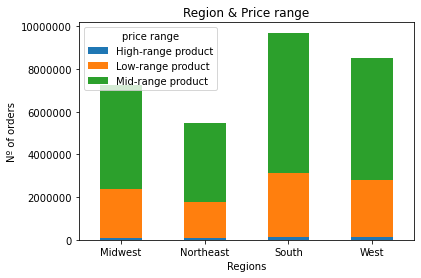 Region & Price range
price range
High-range product
Low-range product
Mid-range product
Nº of orders
10000000
8000000
6000000
4000000
2000000
0
Midwest Northeast South West
Regions